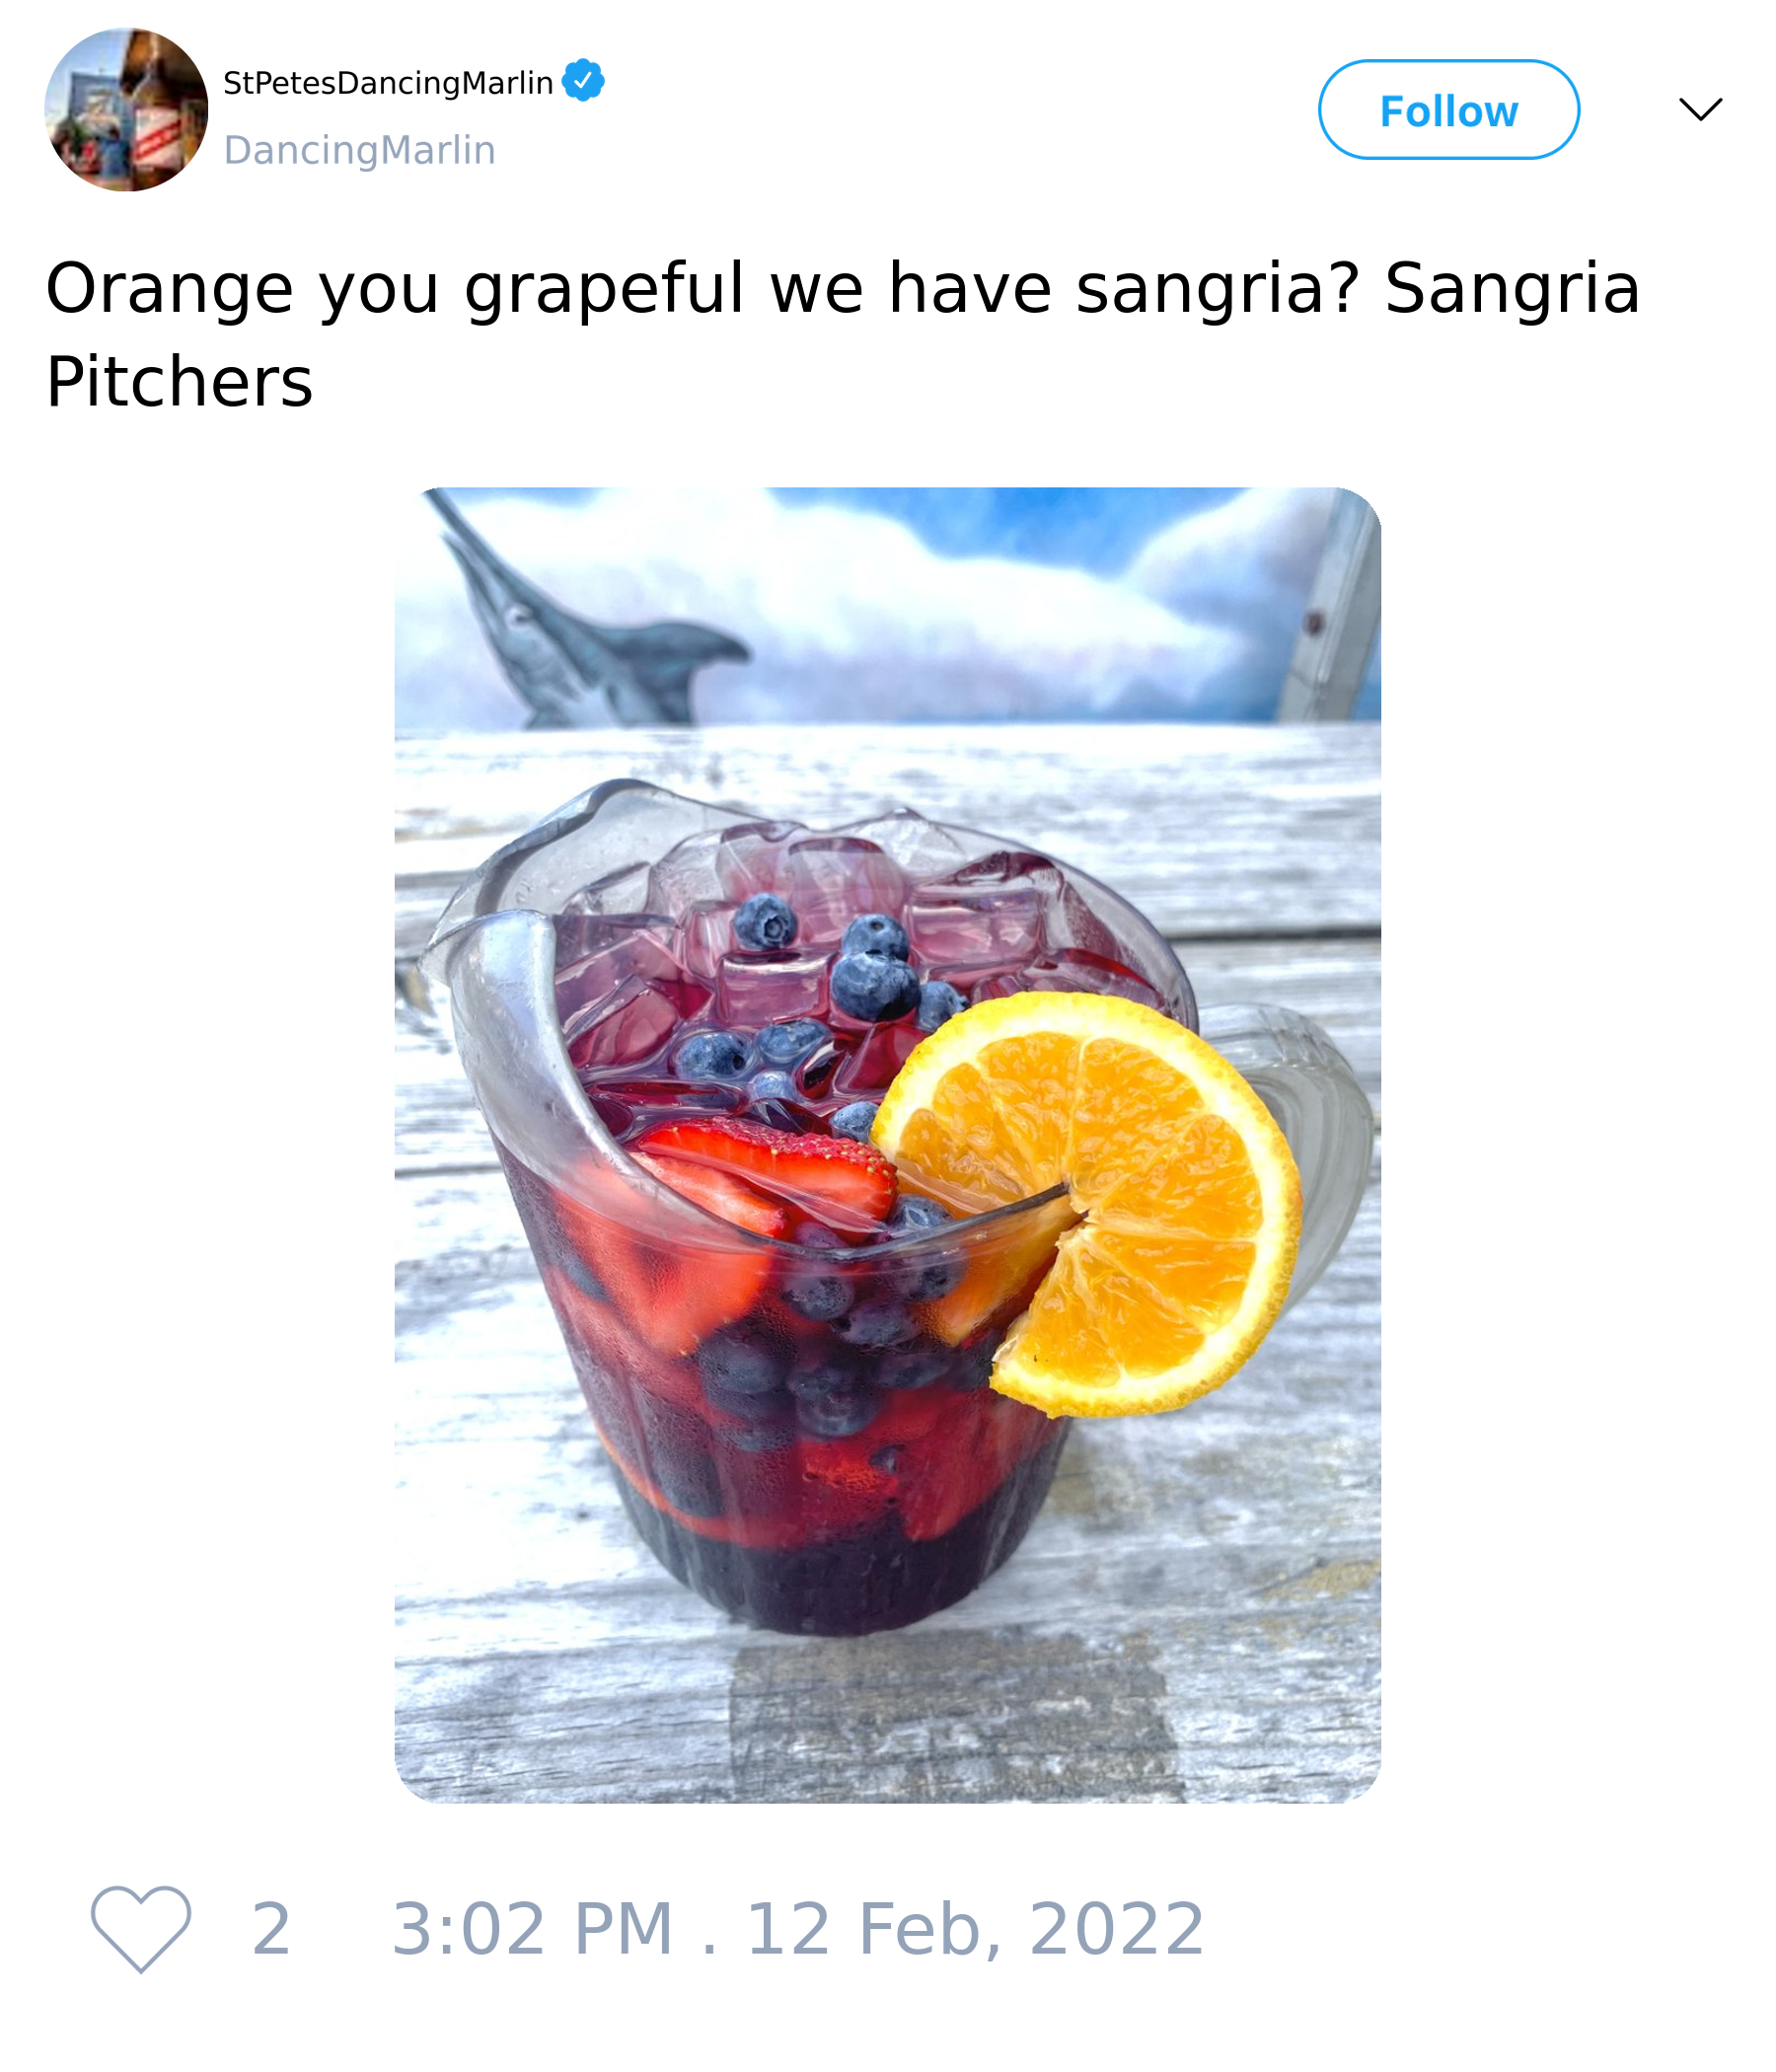 StPetesDancingMarlin
DancingMarlin
Follow
Orange you grapeful we have sangria? Sangria
Pitchers
2
3:02 PM . 12 Feb, 2022